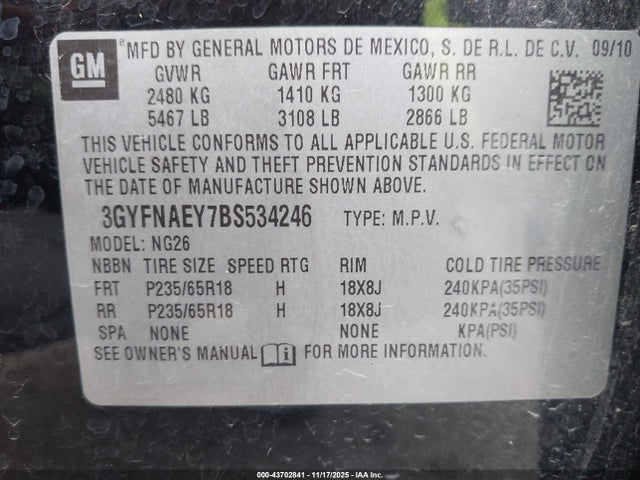 GM MFD BY GENERAL MOTORS DE MEXICO, S. DE R.L. DE C.V. 09/10
GVWR GAWR FRT GAWR RR
2480 KG 1410 KG 1300 KG
5467 LB 3108 LB 2866 LB
THIS VEHICLE CONFORMS TO ALL APPLICABLE U.S. FEDERAL MOTOR
VEHICLE SAFETY AND THEFT PREVENTION STANDARDS IN EFFECT ON
THE DATE OF MANUFACTURE SHOWN ABOVE.
3GYFNAEY7BS534246 TYPE: M.P.V.
MODEL: NG26
NBBN TIRE SIZE SPEED RTG RIM COLD TIRE PRESSURE
FRT P235/65R18 H 18X8J 240KPA(35PSI)
RR P235/65R18 H 18X8J 240KPA(35PSI)
SPA NONE NONE KPA(PSI)
SEE OWNER'S MANUAL FOR MORE INFORMATION.
000-43702841 - 11/17/2025 - IAA Inc.